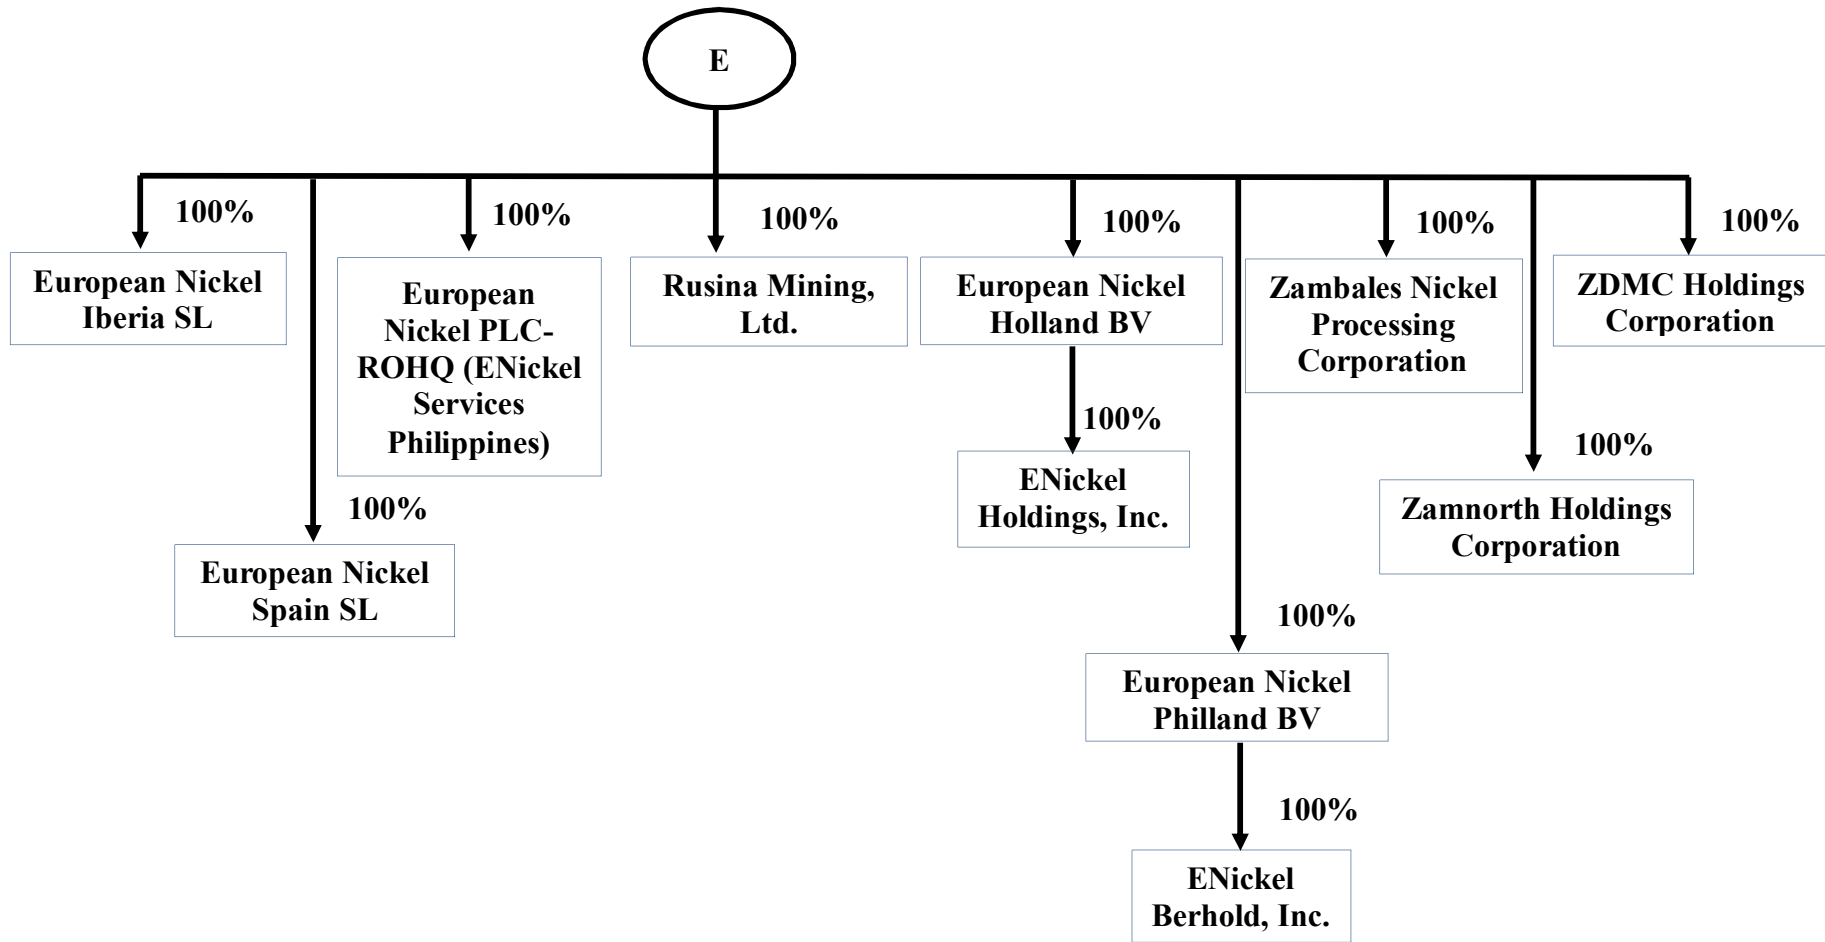 E
100%
European Nickel
Iberia SL
100%
European Nickel
Spain SL
100%
European
Nickel PLC-
ROHQ (ENickel
Services
Philippines)
100%
Rusina Mining,
Ltd.
100%
European Nickel
Holland BV
100%
ENickel
Holdings, Inc.
100%
European Nickel
Philland BV
100%
ENickel
Berhold, Inc.
100%
Zambales Nickel
Processing
Corporation
100%
Zamnorth Holdings
Corporation
100%
ZDMC Holdings
Corporation